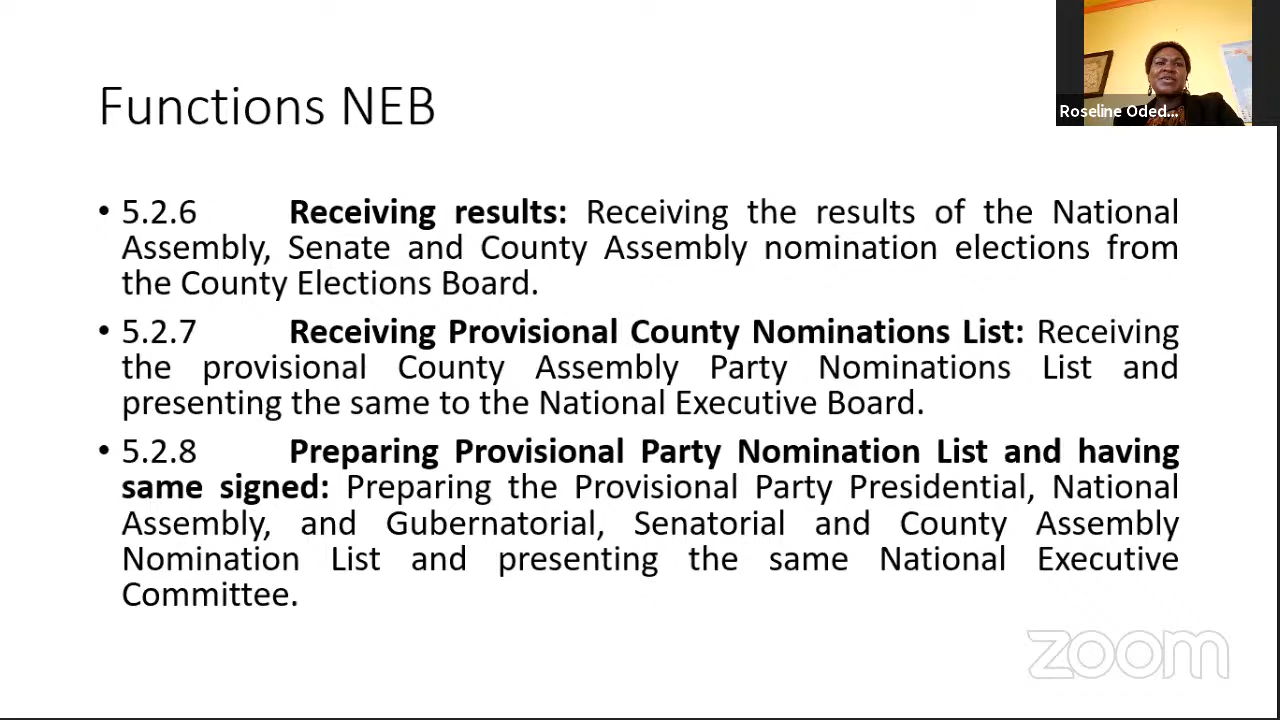 Functions NEB
Roseline Oded...
• 5.2.6 Receiving results: Receiving the results of the National
Assembly, Senate and County Assembly nomination elections from
the County Elections Board.
• 5.2.7 Receiving Provisional County Nominations List: Receiving
the provisional County Assembly Party Nominations List and
presenting the same to the National Executive Board.
• 5.2.8 Preparing Provisional Party Nomination List and having
same signed: Preparing the Provisional Party Presidential, National
Assembly, and Gubernatorial, Senatorial and County Assembly
Nomination List and presenting the same National Executive
Committee.
zoom